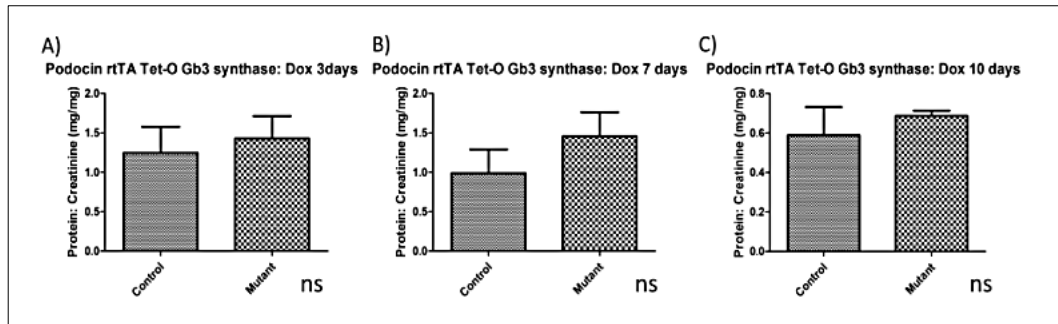 A)
Podocin rtTA Tet-O Gb3 synthase: Dox 3days
Protein: Creatinine (mg/mg)
2.0
1.5
1.0
0.5
0.0
Control
Mutant
ns
B)
Podocin rtTA Tet-O Gb3 synthase: Dox 7 days
Protein: Creatinine (mg/mg)
2.0
1.5
1.0
0.5
0.0
Control
Mutant
ns
C)
Podocin rtTA Tet-O Gb3 synthase: Dox 10 days
Protein: Creatinine (mg/mg)
0.8
0.6
0.4
0.2
0.0
Control
Mutant
ns